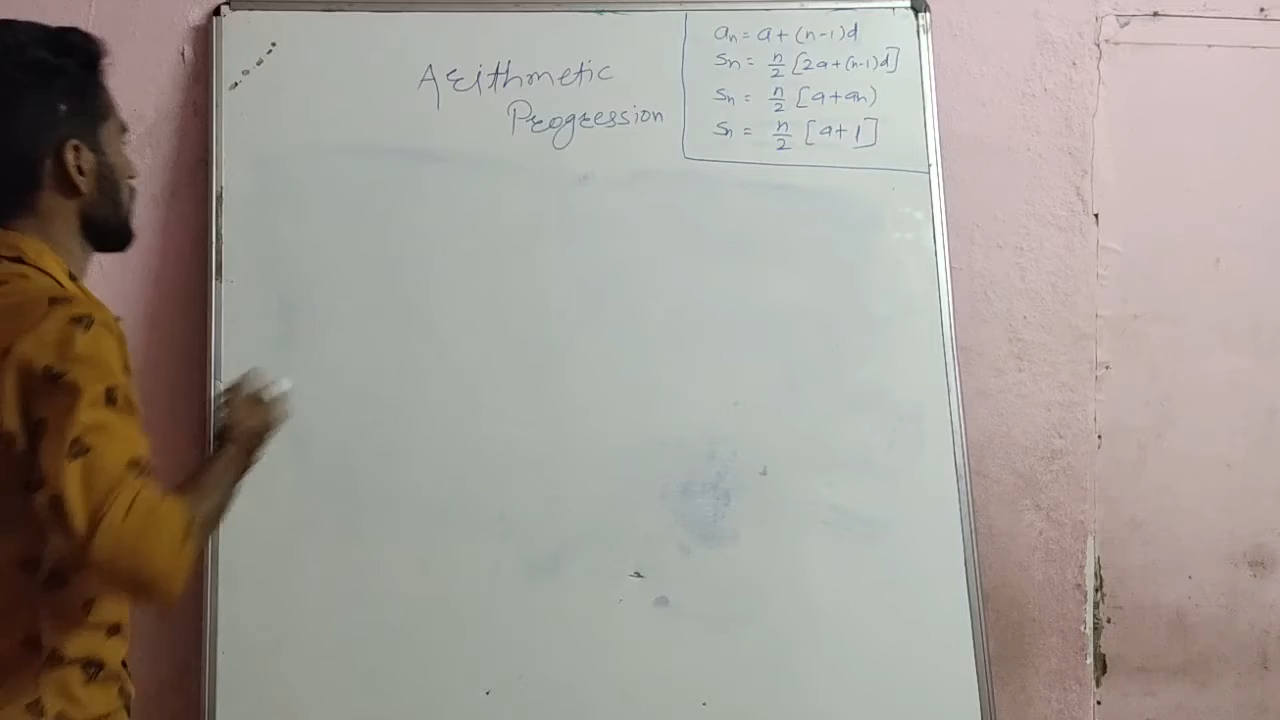 Arithmetic
Progression
an = a + (n-1)d
Sn = n/2 [2a + (n-1)d]
Sn = n/2 [a + an)
Sn = n/2 [a + l]